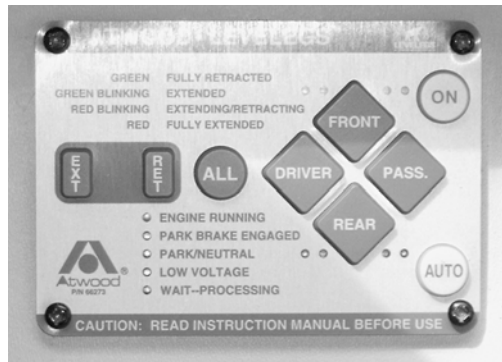 ATWOOD LEVELEGS
GREEN FULLY RETRACTED
GREEN BLINKING EXTENDED
RED BLINKING EXTENDING/RETRACTING
RED FULLY EXTENDED
ON
FRONT
EXT
RET
ALL
DRIVER
PASS.
REAR
ENGINE RUNNING
PARK BRAKE ENGAGED
PARK/NEUTRAL
LOW VOLTAGE
WAIT--PROCESSING
AUTO
Atwood®
P/N 66273
CAUTION: READ INSTRUCTION MANUAL BEFORE USE